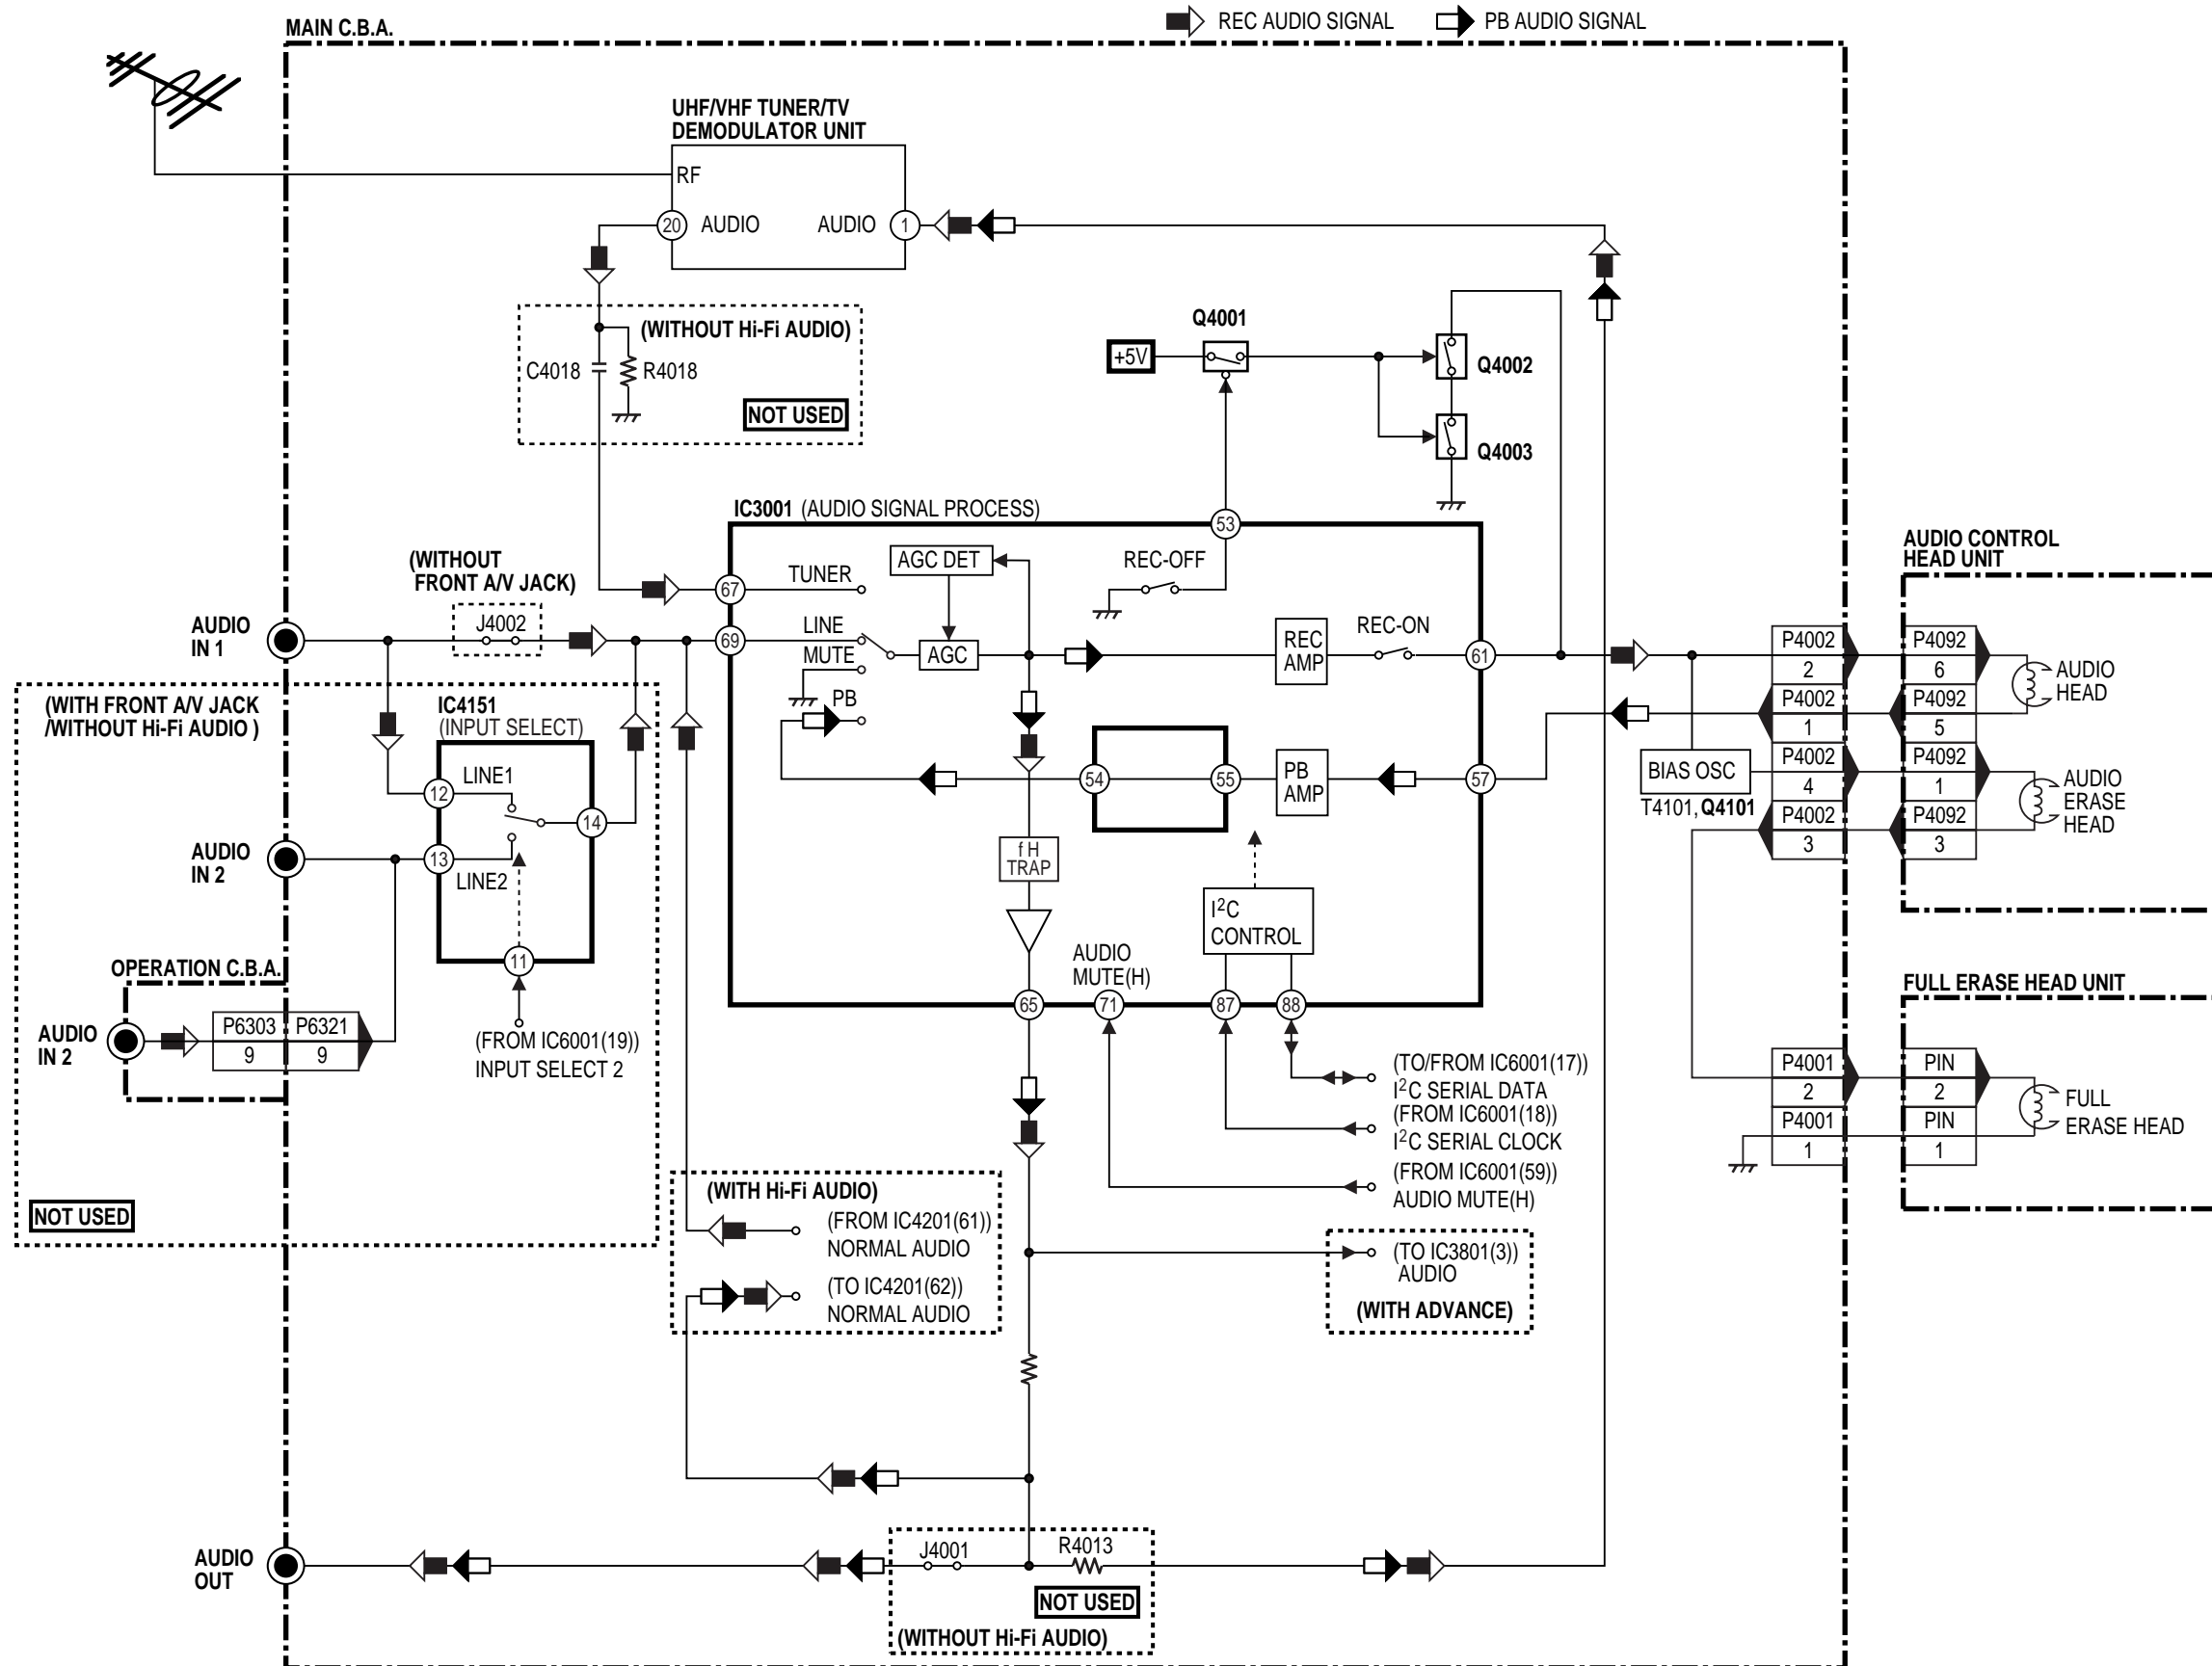 REC AUDIO SIGNAL
PB AUDIO SIGNAL
MAIN C.B.A.
UHF/VHF TUNER/TV
DEMODULATOR UNIT
RF
20
AUDIO
AUDIO
1
(WITHOUT Hi-Fi AUDIO)
C4018
R4018
NOT USED
Q4001
+5V
Q4002
Q4003
IC3001 (AUDIO SIGNAL PROCESS)
53
AGC DET
REC-OFF
(WITHOUT
FRONT A/V JACK)
67
TUNER
AUDIO
IN 1
J4002
69
LINE
MUTE
PB
AGC
REC
AMP
REC-ON
61
54
55
PB
AMP
57
f H
TRAP
I2C
CONTROL
AUDIO
MUTE(H)
65
71
87
88
(WITH FRONT A/V JACK
/WITHOUT Hi-Fi AUDIO )
IC4151
(INPUT SELECT)
LINE1
12
14
13
LINE2
11
AUDIO
IN 2
OPERATION C.B.A.
AUDIO
IN 2
P6303
9
P6321
9
(FROM IC6001(19))
INPUT SELECT 2
NOT USED
(TO/FROM IC6001(17))
I2C SERIAL DATA
(FROM IC6001(18))
I2C SERIAL CLOCK
(FROM IC6001(59))
AUDIO MUTE(H)
(WITH Hi-Fi AUDIO)
(FROM IC4201(61))
NORMAL AUDIO
(TO IC4201(62))
NORMAL AUDIO
(TO IC3801(3))
AUDIO
(WITH ADVANCE)
AUDIO
OUT
J4001
R4013
NOT USED
(WITHOUT Hi-Fi AUDIO)
BIAS OSC
T4101, Q4101
AUDIO CONTROL
HEAD UNIT
P4002
2
P4092
6
AUDIO
HEAD
P4002
1
P4092
5
P4002
4
P4092
1
AUDIO
ERASE
HEAD
P4002
3
P4092
3
FULL ERASE HEAD UNIT
P4001
2
PIN
2
FULL
ERASE HEAD
P4001
1
PIN
1